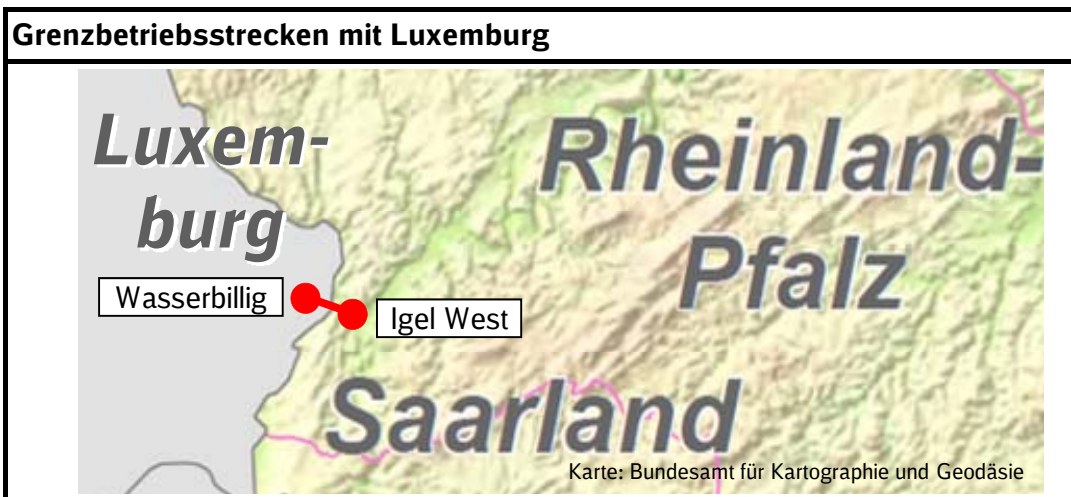 Grenzbetriebsstrecken mit Luxemburg
Luxem-
burg
Rheinland-
Pfalz
Wasserbillig
Igel West
Saarland
Karte: Bundesamt für Kartographie und Geodäsie